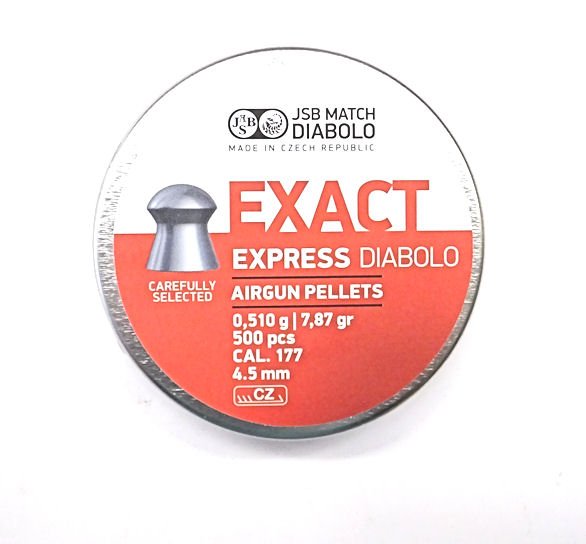 JSB
JSB MATCH
DIABOLO
MADE IN CZECH REPUBLIC
EXACT
EXPRESS DIABOLO
CAREFULLY
SELECTED
AIRGUN PELLETS
0,510 g | 7,87 gr
500 pcs
CAL. 177
4.5 mm
CZ